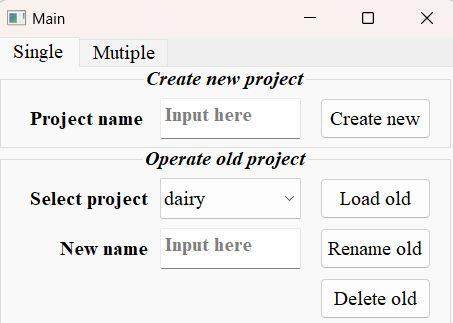 Main
Single Mutiple
Create new project
Project name Input here Create new
Operate old project
Select project dairy Load old
New name Input here Rename old
Delete old